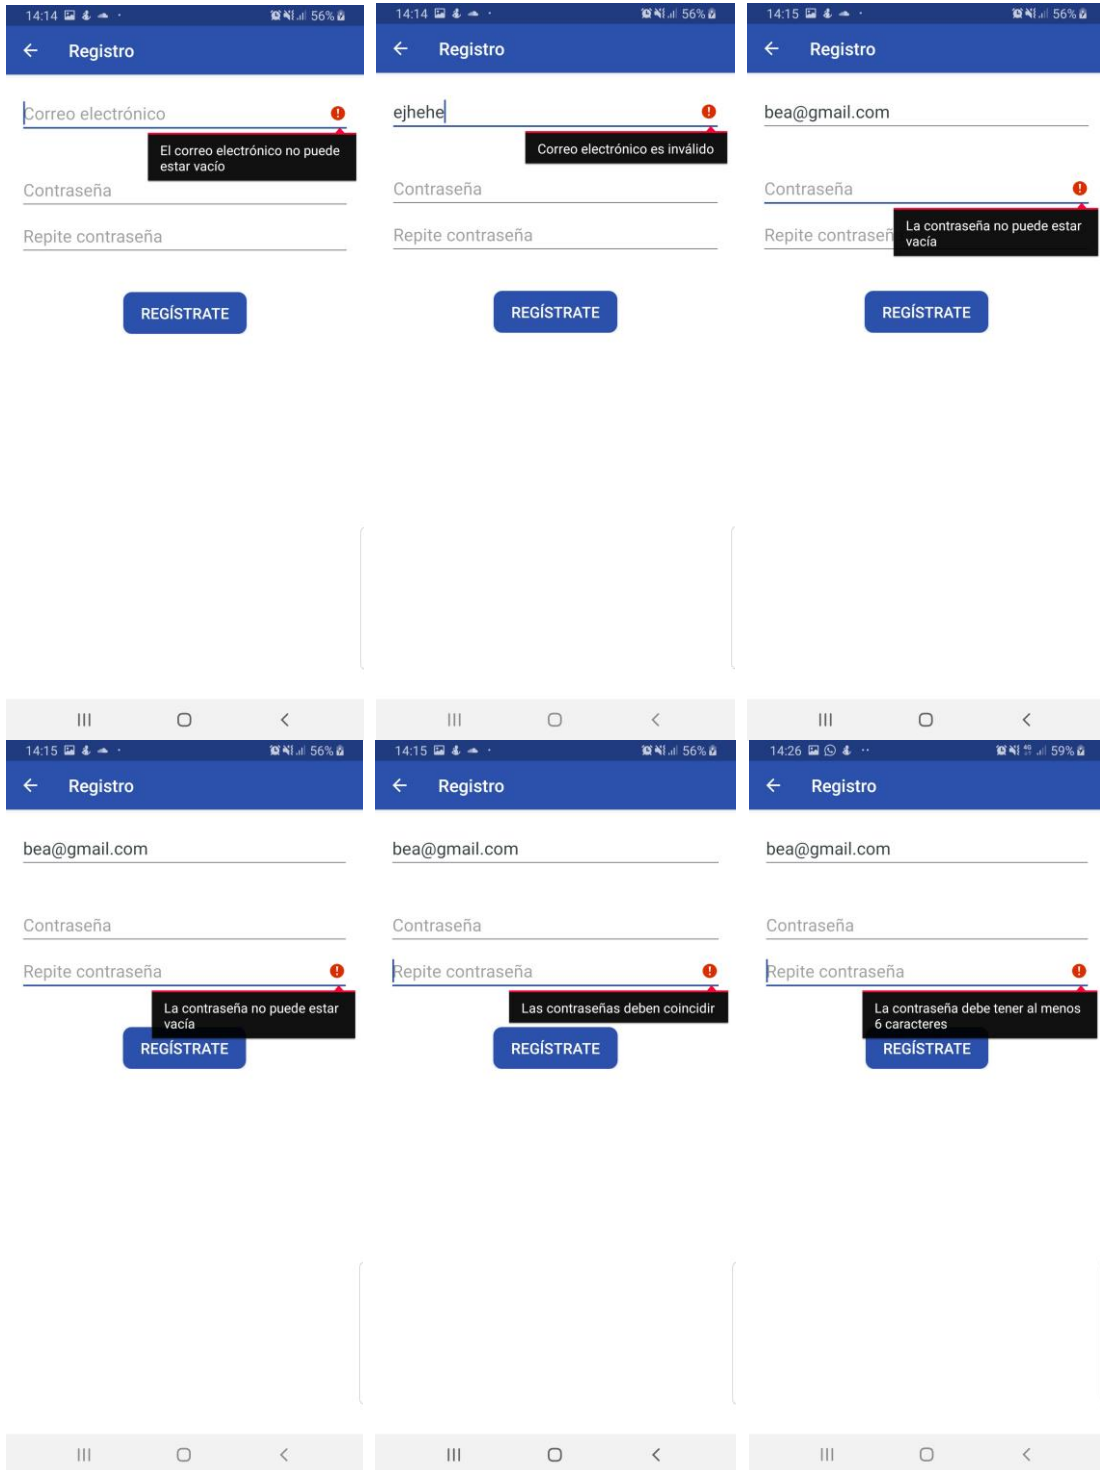 14:14
56%
Registro
Correo electrónico
El correo electrónico no puede
estar vacío
Contraseña
Repite contraseña
REGÍSTRATE
14:14
56%
Registro
ejhehe
Correo electrónico es inválido
Contraseña
Repite contraseña
REGÍSTRATE
14:15
56%
Registro
bea@gmail.com
Contraseña
La contraseña no puede estar
vacía
Repite contraseñ
REGÍSTRATE
14:15
56%
Registro
bea@gmail.com
Contraseña
Repite contraseña
La contraseña no puede estar
vacía
REGÍSTRATE
14:15
56%
Registro
bea@gmail.com
Contraseña
Repite contraseña
Las contraseñas deben coincidir
REGÍSTRATE
14:26
4G
59%
Registro
bea@gmail.com
Contraseña
Repite contraseña
La contraseña debe tener al menos
6 caracteres
REGÍSTRATE